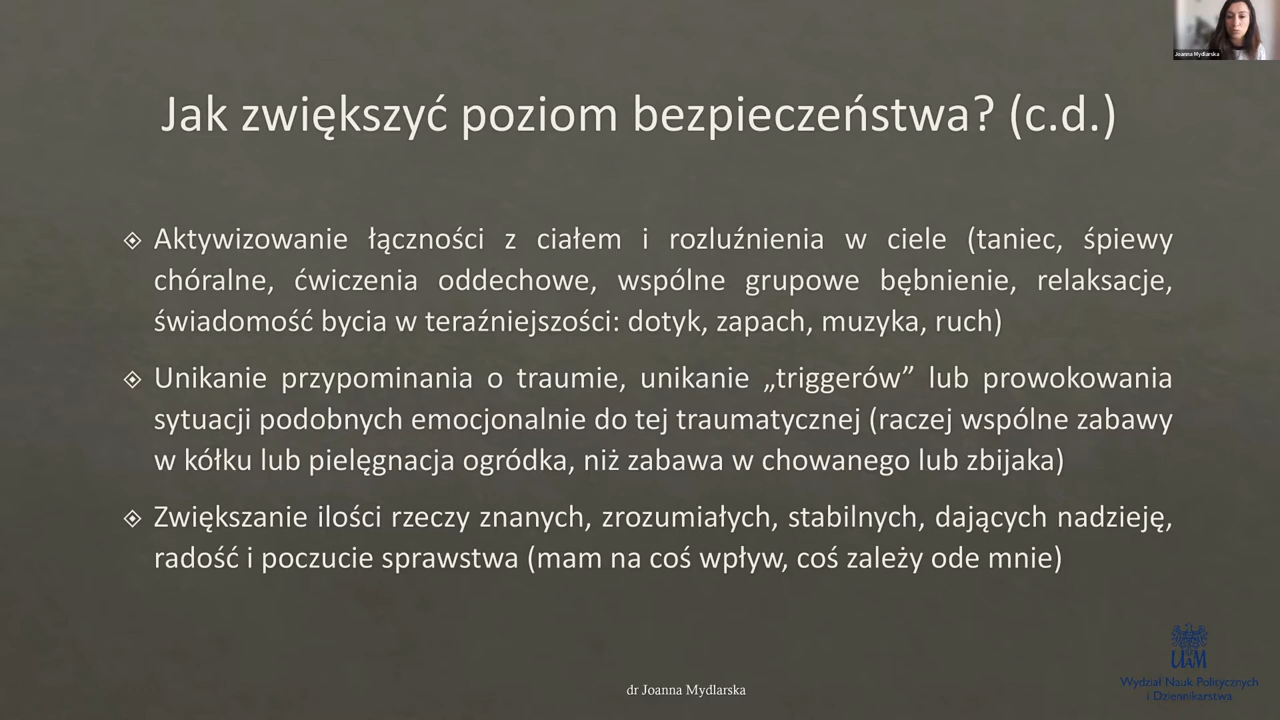 Joanna Mydlarska
Jak zwiększyć poziom bezpieczeństwa? (c.d.)
Aktywizowanie łączności z ciałem i rozluźnienia w ciele (taniec, śpiewy
chóralne, ćwiczenia oddechowe, wspólne grupowe bębnienie, relaksacje,
świadomość bycia w teraźniejszości: dotyk, zapach, muzyka, ruch)
Unikanie przypominania o traumie, unikanie „triggerów” lub prowokowania
sytuacji podobnych emocjonalnie do tej traumatycznej (raczej wspólne zabawy
w kółku lub pielęgnacja ogródka, niż zabawa w chowanego lub zbijaka)
Zwiększanie ilości rzeczy znanych, zrozumiałych, stabilnych, dających nadzieję,
radość i poczucie sprawstwa (mam na coś wpływ, coś zależy ode mnie)
UAM
Wydział Nauk Politycznych
i Dziennikarstwa
dr Joanna Mydlarska